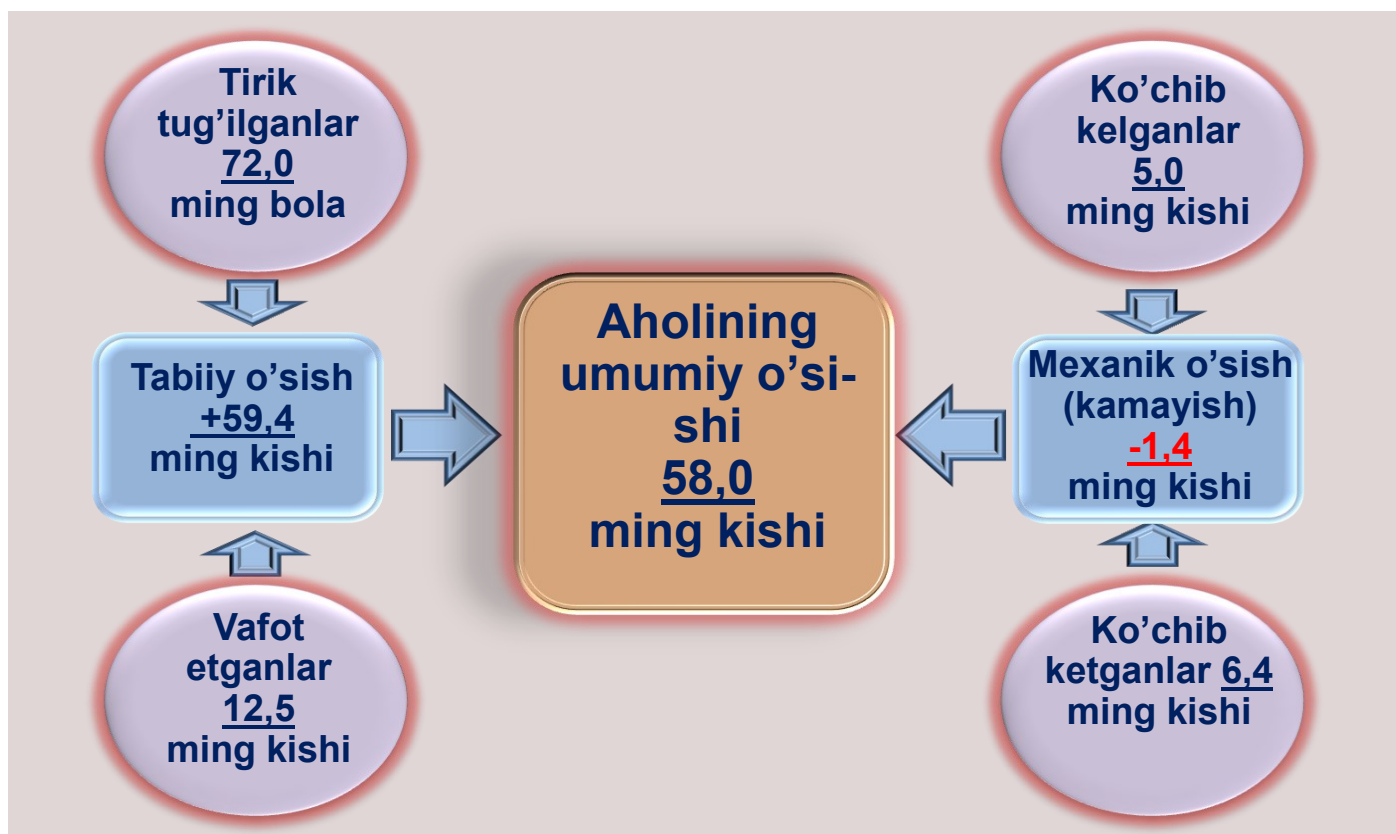 Tirik
tug’ilganlar
72,0
ming bola
Tabiiy o’sish
+59,4
ming kishi
Vafot
etganlar
12,5
ming kishi
Aholining
umumiy o’si-
shi
58,0
ming kishi
Ko’chib
kelganlar
5,0
ming kishi
Mexanik o’sish
(kamayish)
-1,4
ming kishi
Ko’chib
ketganlar 6,4
ming kishi